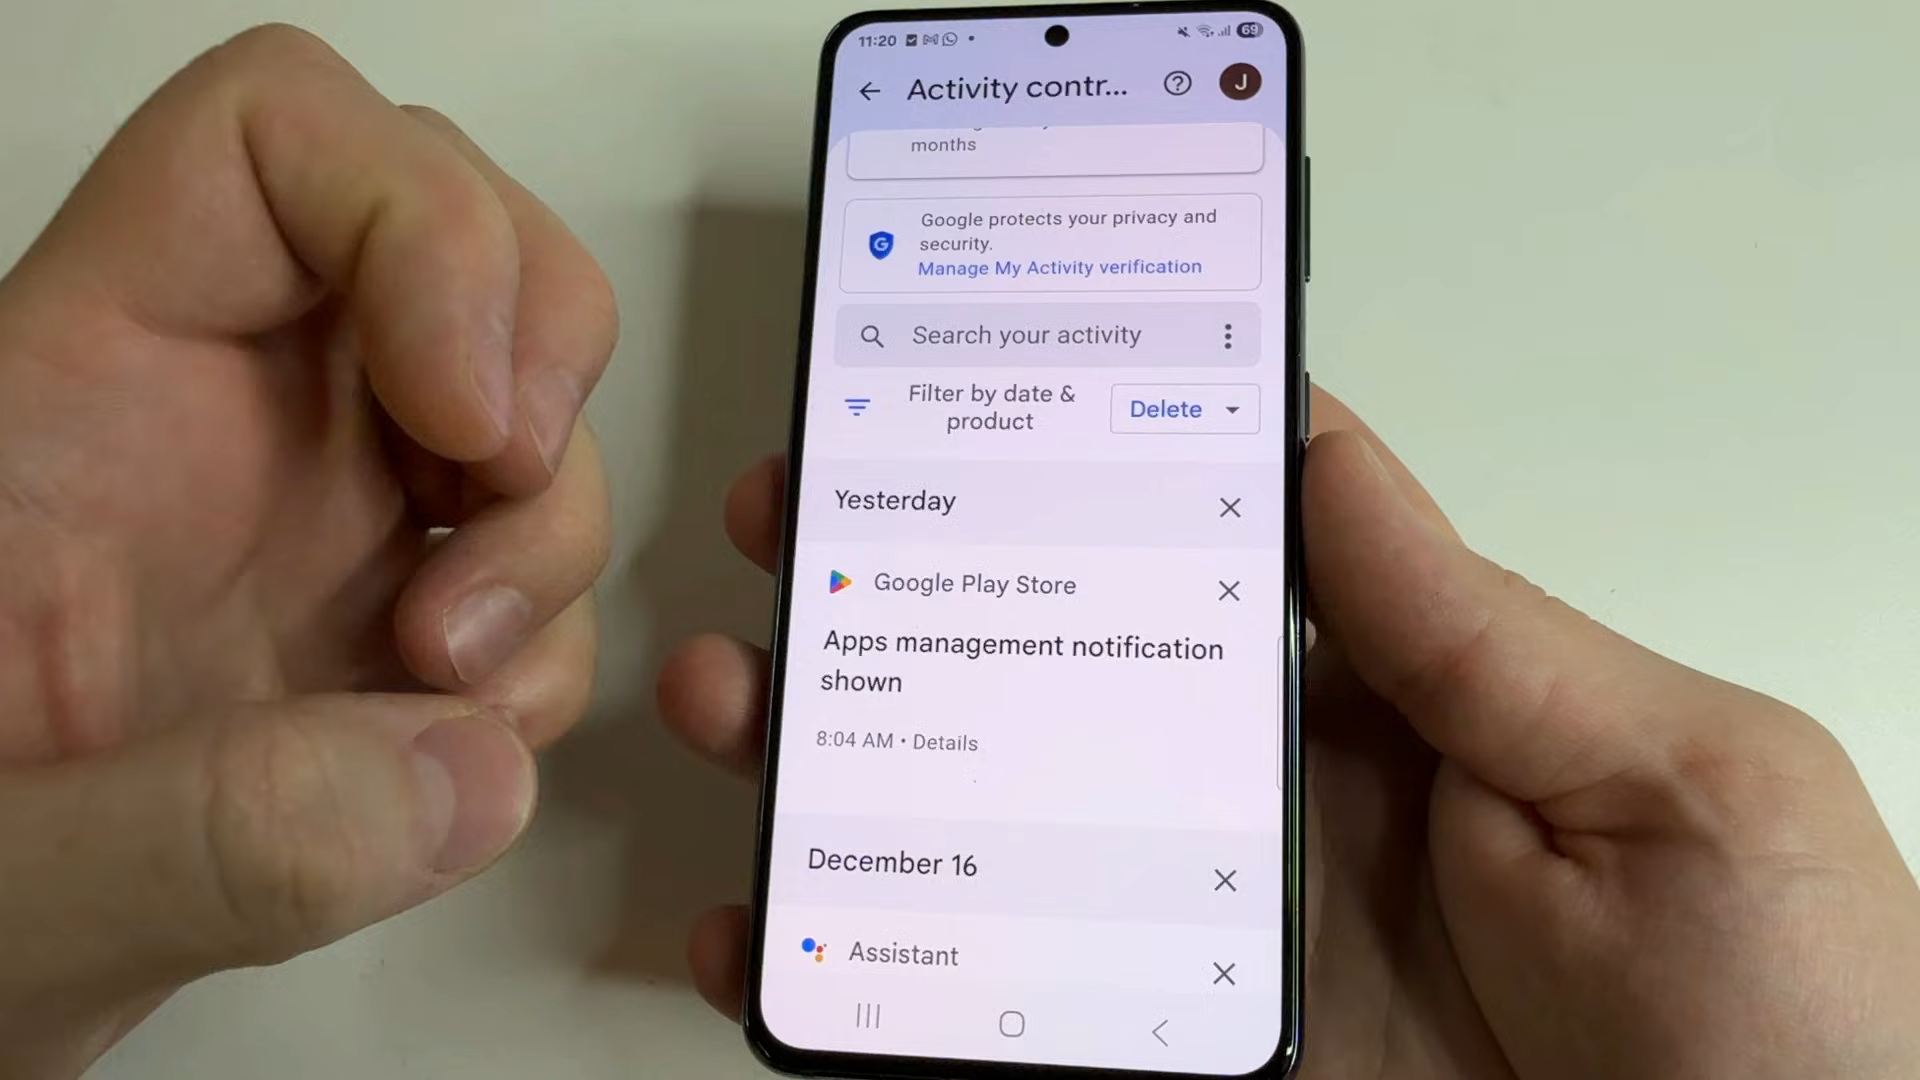 11:20
69
Activity contr...
J
months
Google protects your privacy and
security.
G
Manage My Activity verification
Search your activity
Filter by date &
product
Delete
Yesterday
Google Play Store
Apps management notification
shown
8:04 AM • Details
December 16
Assistant